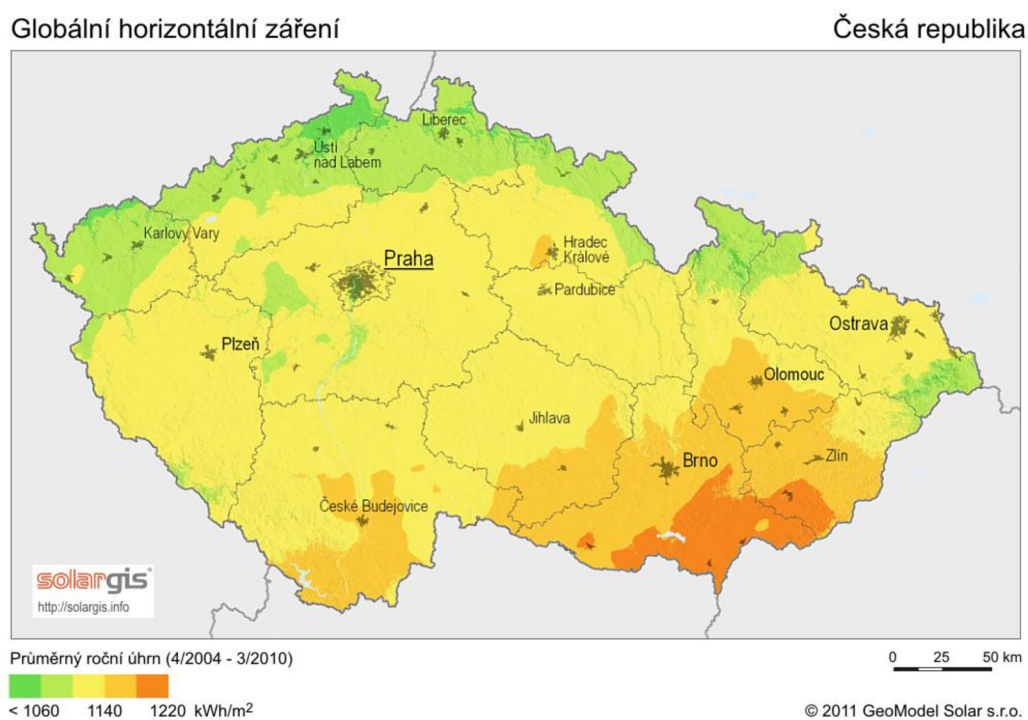 Globální horizontální záření
Česká republika
Liberec
Ústí
nad Labem
Karlovy Vary
Praha
Hradec
Králové
Pardubice
Ostrava
Plzeň
Olomouc
Jihlava
Brno
Zlín
České Budejovice
solargis
http://solargis.info
Průměrný roční úhrn (4/2004 - 3/2010)
0 25 50 km
< 1060 1140 1220 kWh/m²
© 2011 GeoModel Solar s.r.o.